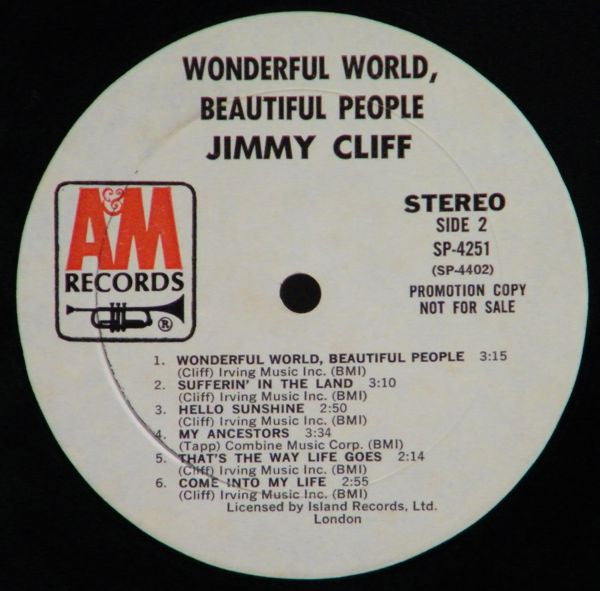 WONDERFUL WORLD,
BEAUTIFUL PEOPLE
JIMMY CLIFF
A&M
RECORDS
®
STEREO
SIDE 2
SP-4251
(SP-4402)
PROMOTION COPY
NOT FOR SALE
1. WONDERFUL WORLD, BEAUTIFUL PEOPLE 3:15
(Cliff) Irving Music Inc. (BMI)
2. SUFFERIN' IN THE LAND 3:10
(Cliff) Irving Music Inc. (BMI)
3. HELLO SUNSHINE 2:50
(Cliff) Irving Music Inc. (BMI)
4. MY ANCESTORS 3:34
(Tapp) Combine Music Corp. (BMI)
5. THAT'S THE WAY LIFE GOES 2:14
(Cliff) Irving Music Inc. (BMI)
6. COME INTO MY LIFE 2:55
(Cliff) Irving Music Inc. (BMI)
Licensed by Island Records, Ltd.
London